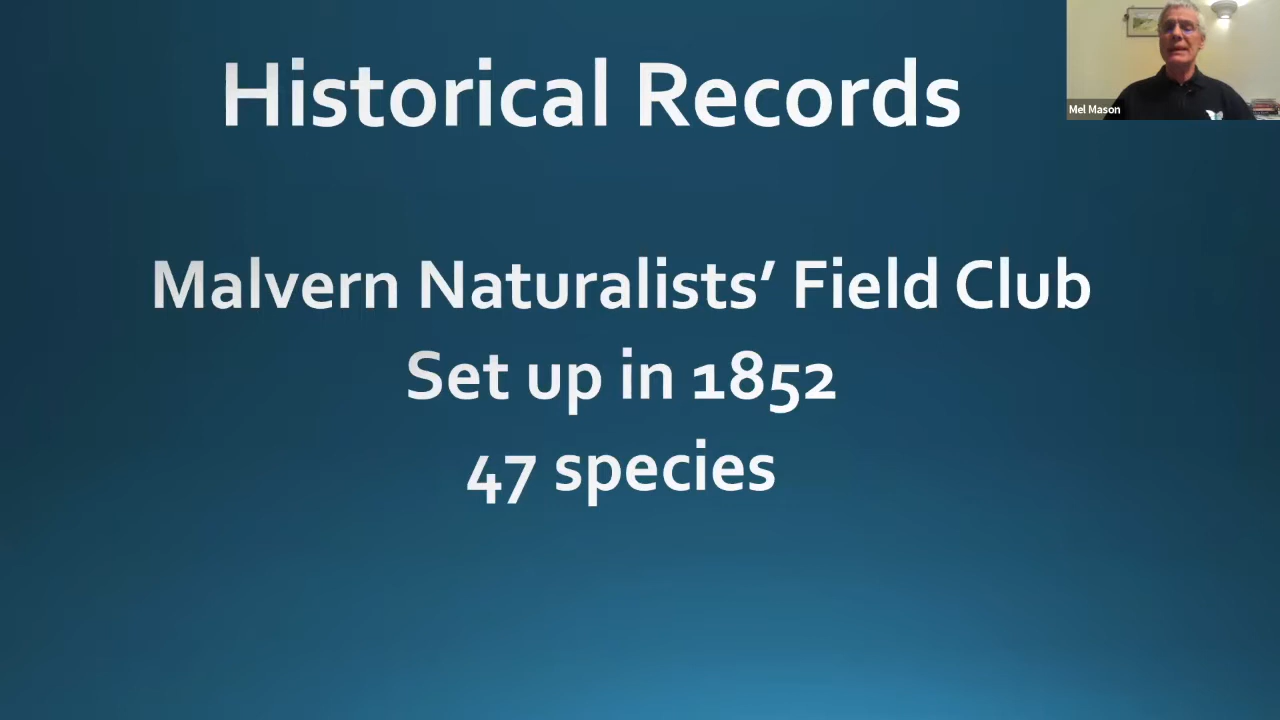 Historical Records
Mel Mason
Malvern Naturalists’ Field Club
Set up in 1852
47 species